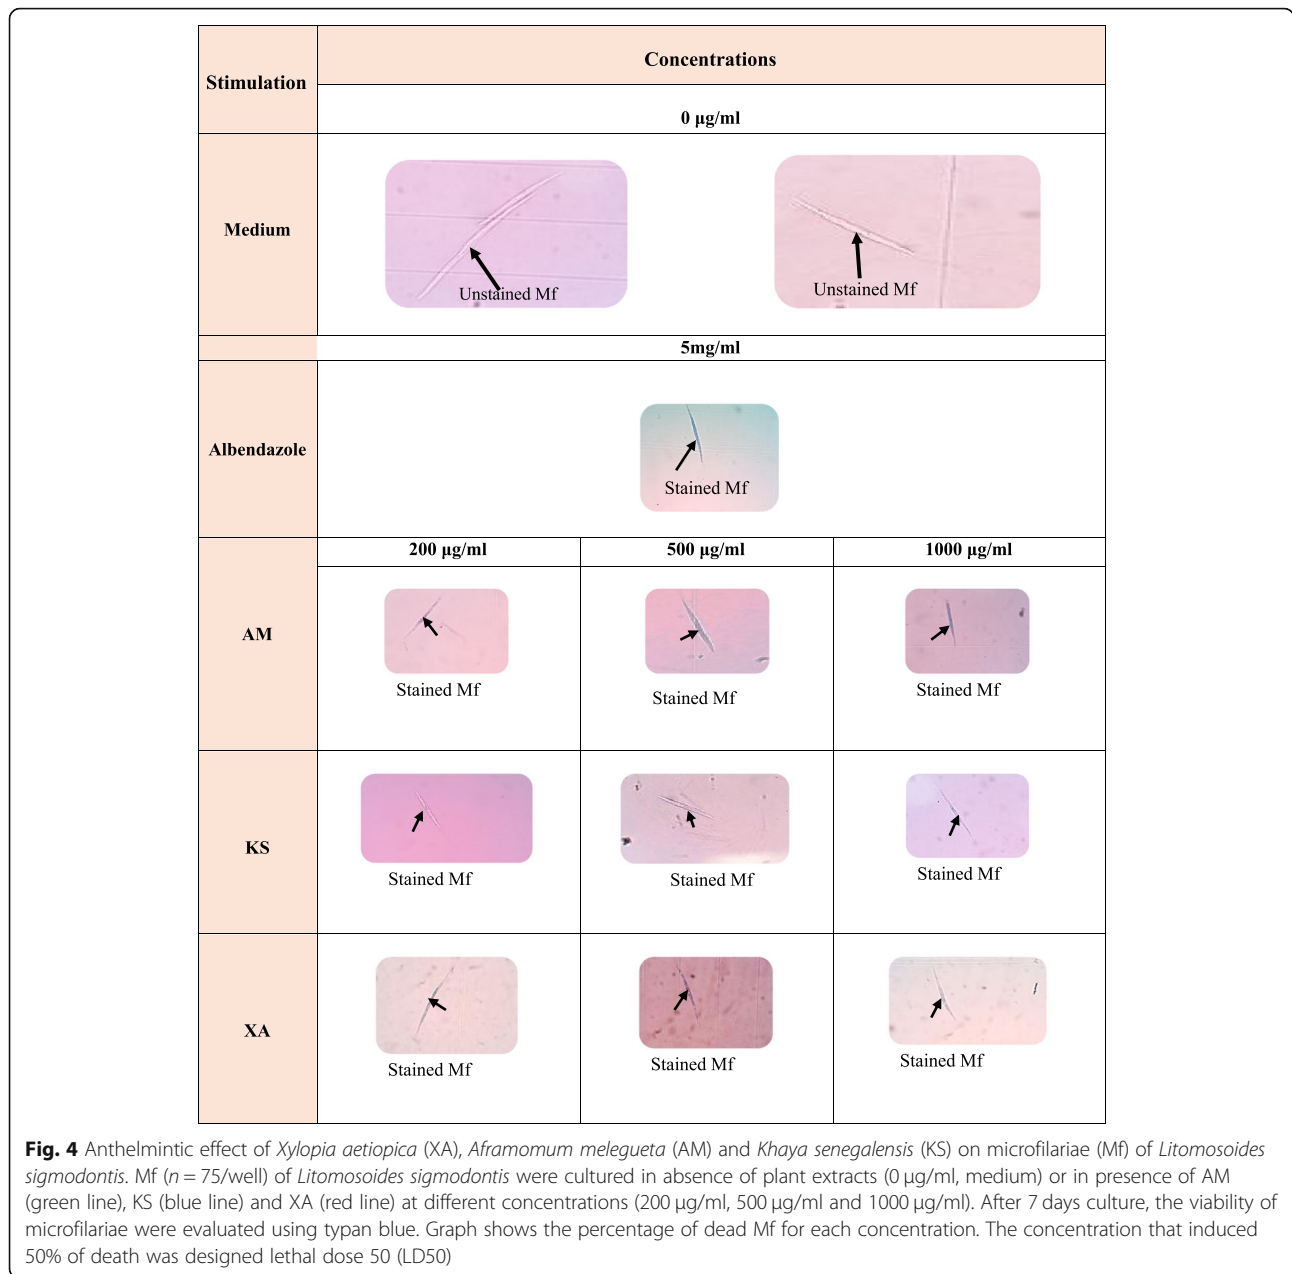 Stimulation
Concentrations
0 µg/ml
Medium
Unstained Mf
Unstained Mf
5mg/ml
Albendazole
Stained Mf
200 µg/ml
500 µg/ml
1000 µg/ml
AM
Stained Mf
Stained Mf
Stained Mf
KS
Stained Mf
Stained Mf
Stained Mf
XA
Stained Mf
Stained Mf
Stained Mf
Fig. 4 Anthelmintic effect of Xylopia aetiopica (XA), Aframomum melegueta (AM) and Khaya senegalensis (KS) on microfilariae (Mf) of Litomosoides
sigmodontis. Mf (n = 75/well) of Litomosoides sigmodontis were cultured in absence of plant extracts (0 µg/ml, medium) or in presence of AM
(green line), KS (blue line) and XA (red line) at different concentrations (200 µg/ml, 500 µg/ml and 1000 µg/ml). After 7 days culture, the viability of
microfilariae were evaluated using typan blue. Graph shows the percentage of dead Mf for each concentration. The concentration that induced
50% of death was designed lethal dose 50 (LD50)